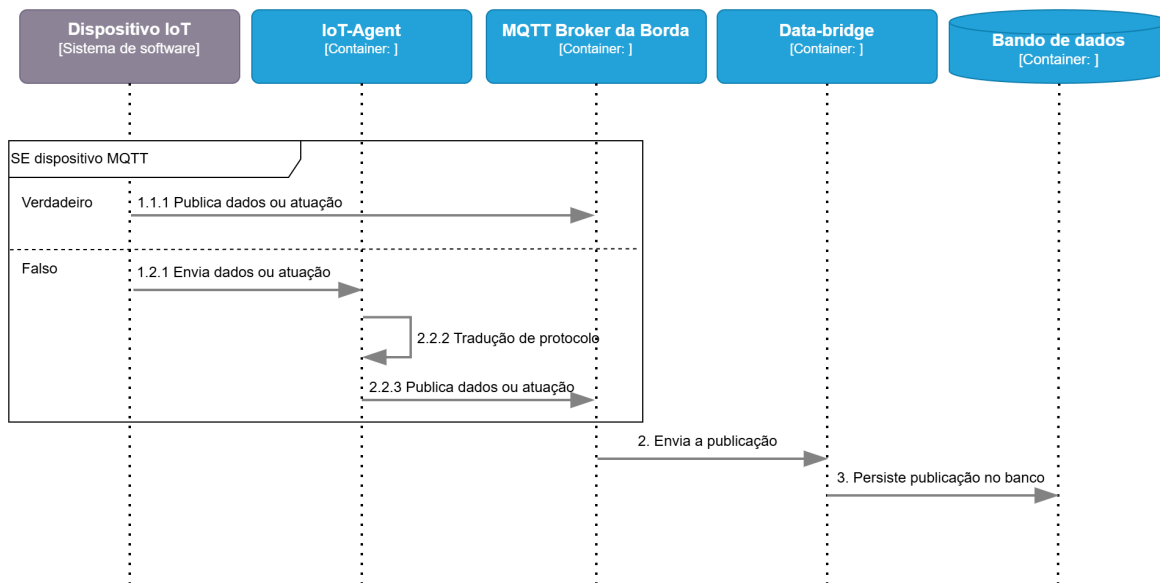 Dispositivo IoT
[Sistema de software]
IoT-Agent
[Container: ]
MQTT Broker da Borda
[Container: ]
Data-bridge
[Container: ]
Bando de dados
[Container: ]
SE dispositivo MQTT
Verdadeiro
1.1.1 Publica dados ou atuação
Falso
1.2.1 Envia dados ou atuação
2.2.2 Tradução de protocolo
2.2.3 Publica dados ou atuação
2. Envia a publicação
3. Persiste publicação no banco